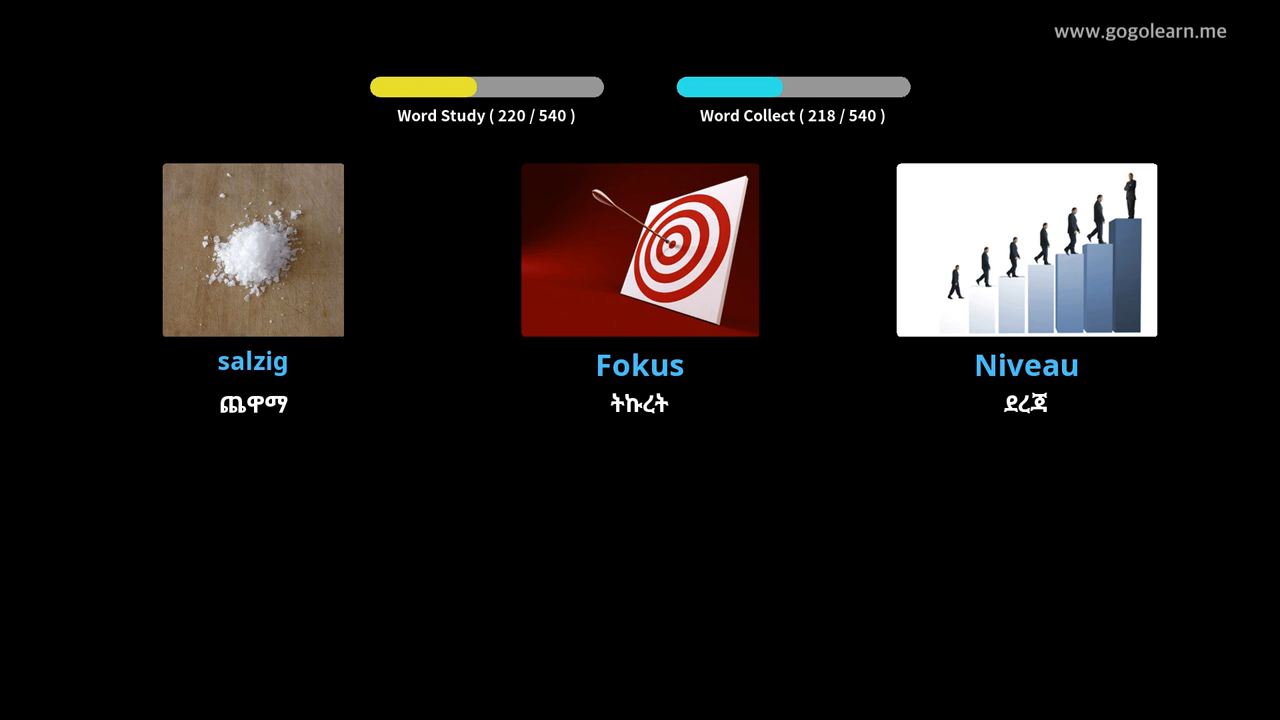 www.gogolearn.me
Word Study ( 220 / 540 )
Word Collect ( 218 / 540 )
salzig
Fokus
Niveau
ጨዋማ
ትኩረት
ደረጃ